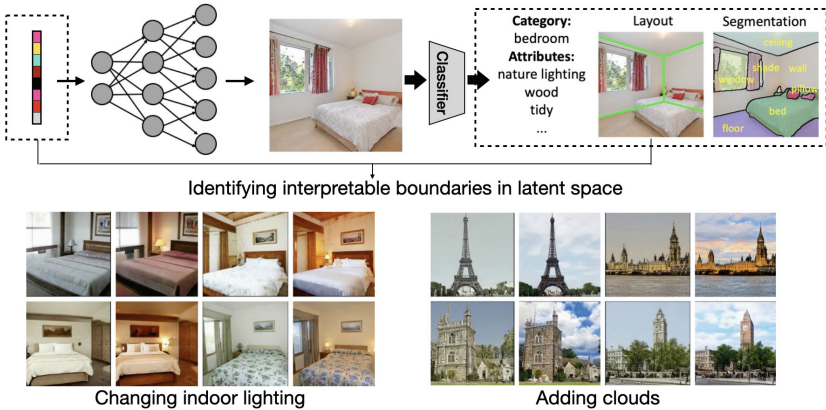 Category:
bedroom
Attributes:
nature lighting
wood
tidy
...
Layout
Segmentation
ceiling
window
shade
wall
pillow
bed
floor
Classifier
Identifying interpretable boundaries in latent space
Changing indoor lighting
Adding clouds